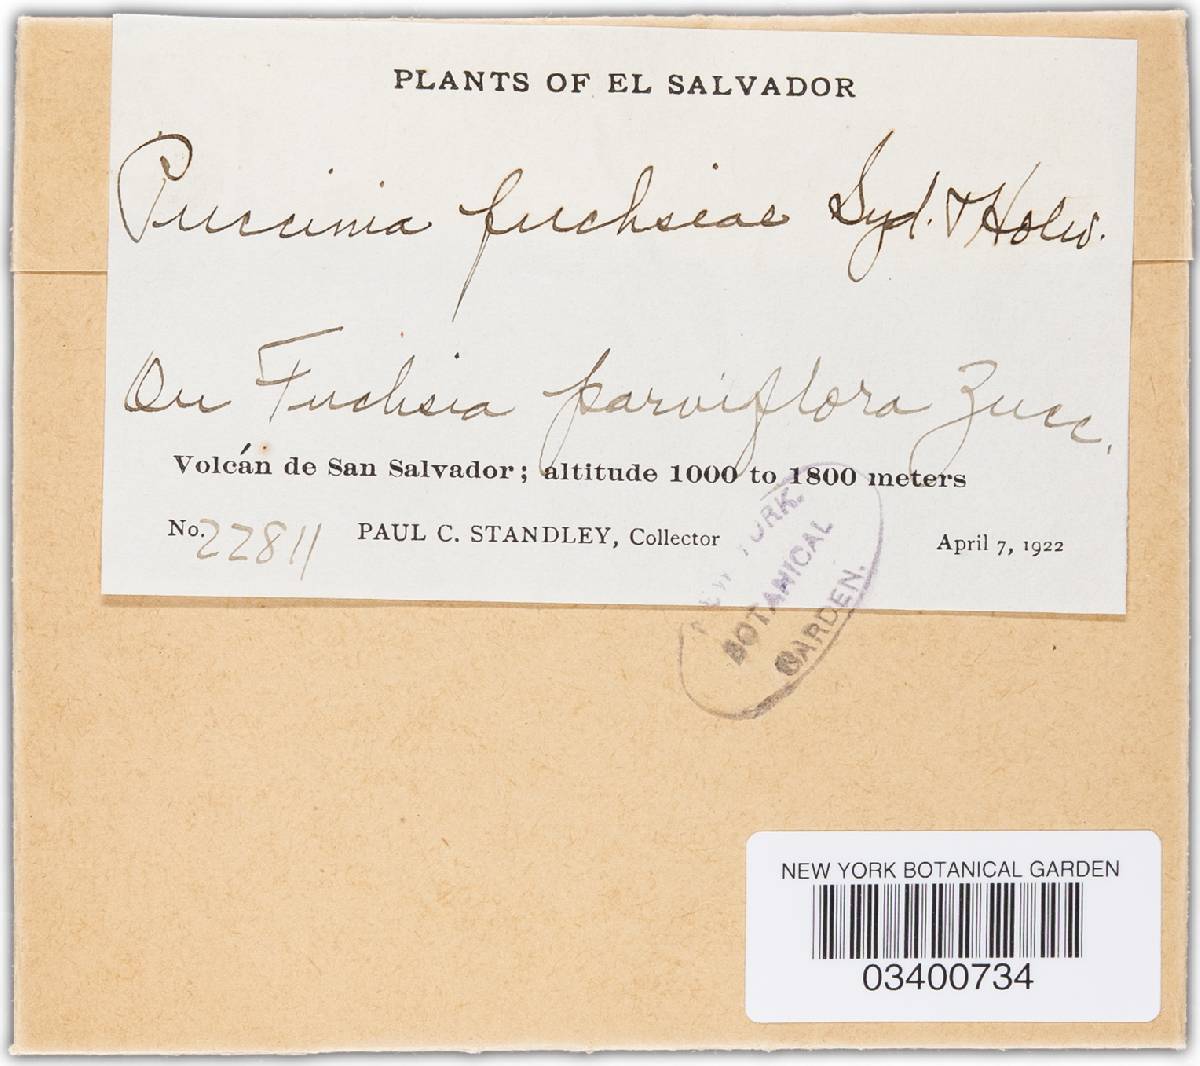 PLANTS OF EL SALVADOR
Puccinia fuchsiae Syd. & Holw.
On Fuchsia parviflora Zucc.
Volcán de San Salvador; altitude 1000 to 1800 meters
No. 22811 PAUL C. STANDLEY, Collector April 7, 1922
NEW YORK
BOTANICAL
GARDEN.
NEW YORK BOTANICAL GARDEN
03400734